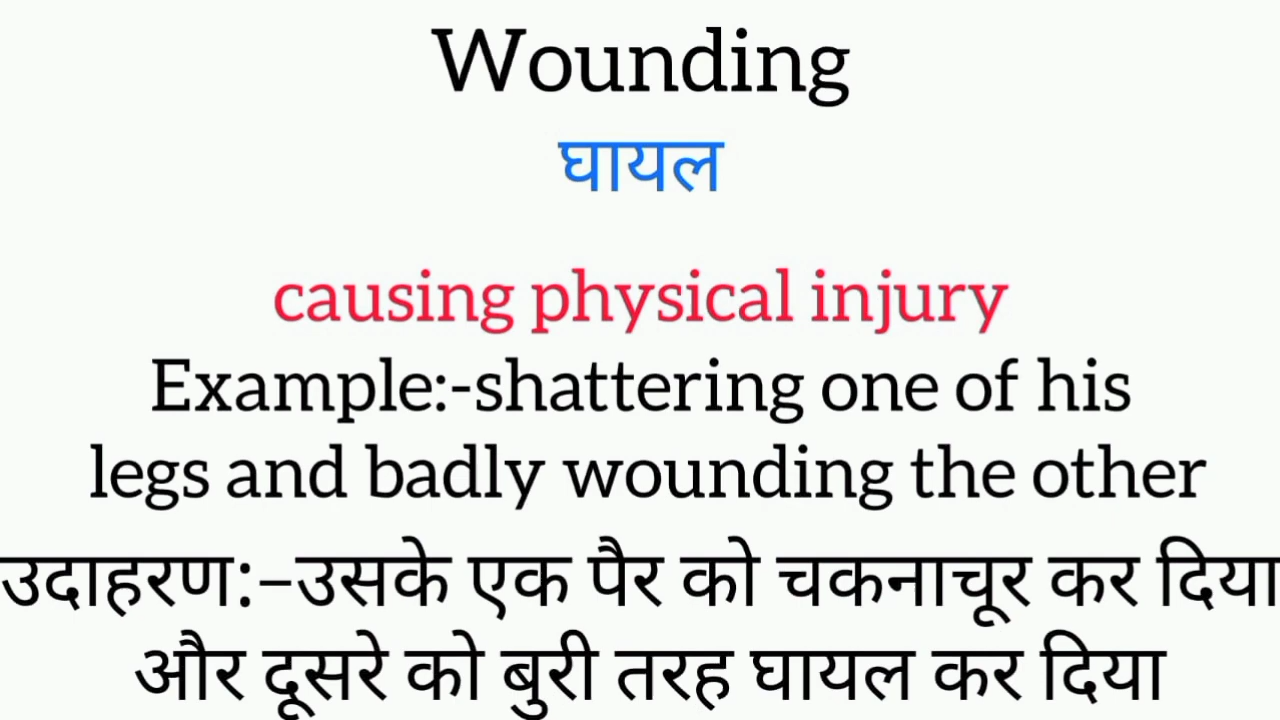 Wounding
घायल
causing physical injury
Example:-shattering one of his
legs and badly wounding the other
उदाहरण:–उसके एक पैर को चकनाचूर कर दिया
और दूसरे को बुरी तरह घायल कर दिया